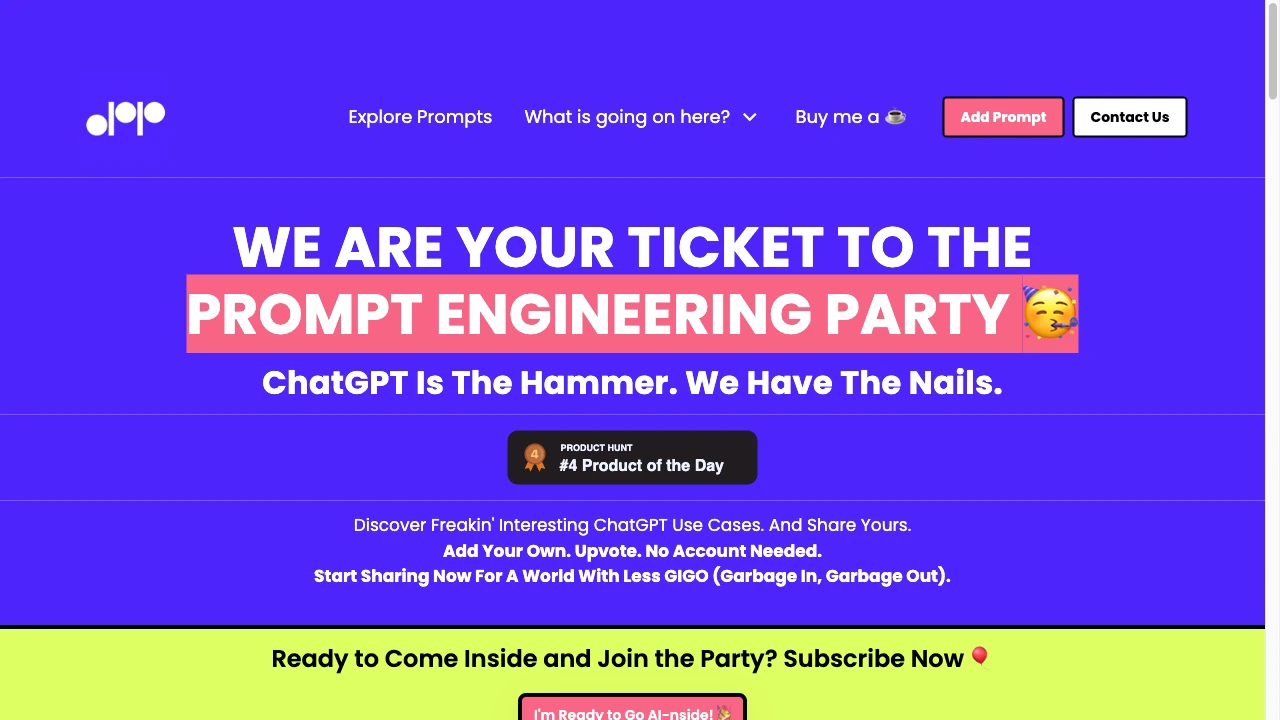 Explore Prompts
What is going on here?
Buy me a ☕
Add Prompt
Contact Us
WE ARE YOUR TICKET TO THE
PROMPT ENGINEERING PARTY 🥳
ChatGPT Is The Hammer. We Have The Nails.
4
PRODUCT HUNT
#4 Product of the Day
Discover Freakin' Interesting ChatGPT Use Cases. And Share Yours.
Add Your Own. Upvote. No Account Needed.
Start Sharing Now For A World With Less GIGO (Garbage In, Garbage Out).
Ready to Come Inside and Join the Party? Subscribe Now 🎈
I'm Ready to Go AI-nside! 🎉